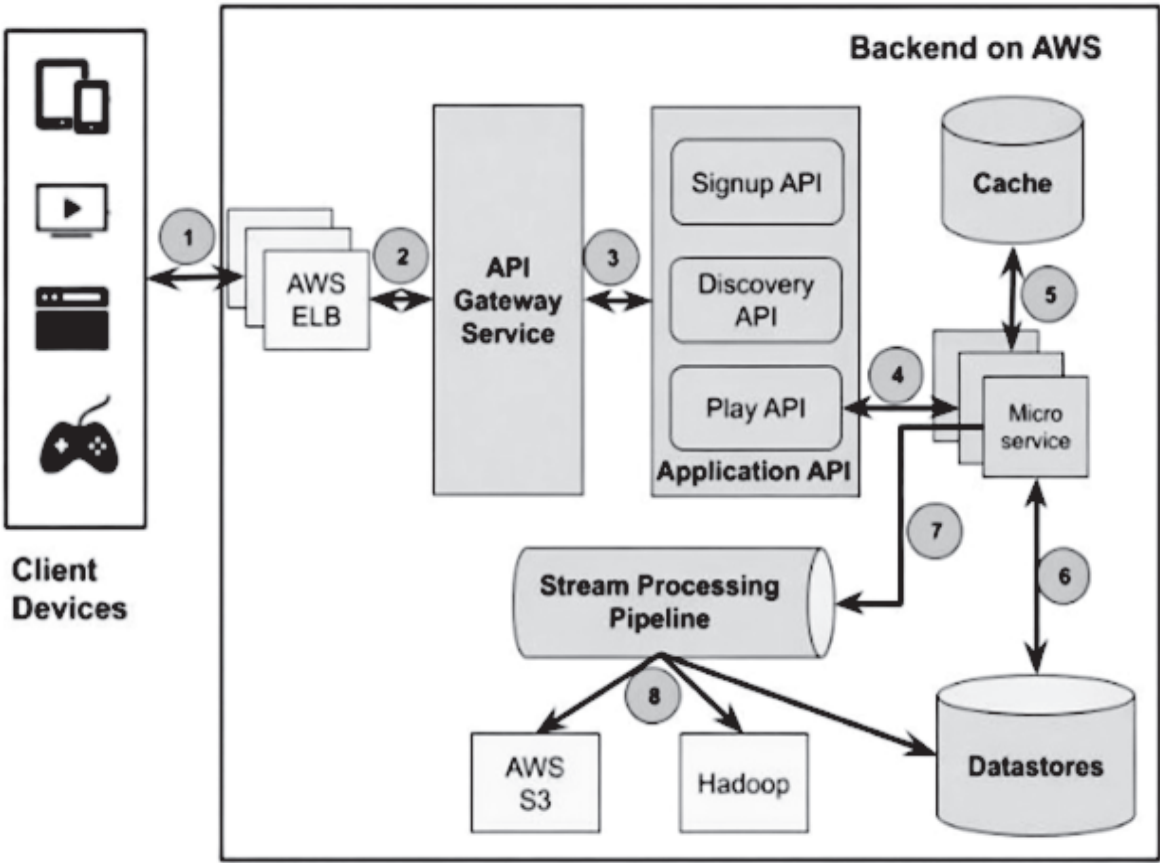 Backend on AWS
Client
Devices
1
AWS
ELB
2
API
Gateway
Service
3
Signup API
Discovery
API
Play API
Application API
4
Cache
5
Micro
service
6
7
Stream Processing
Pipeline
8
AWS
S3
Hadoop
Datastores